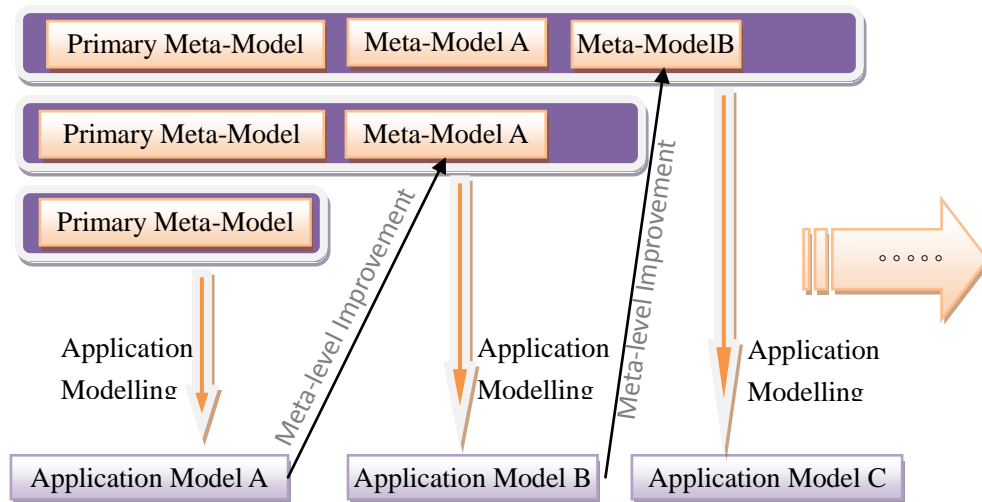 Primary Meta-Model
Meta-Model A
Meta-ModelB
Primary Meta-Model
Meta-Model A
Primary Meta-Model
Meta-level Improvement
Meta-level Improvement
Application
Modelling
Application
Modelling
Application
Modelling
Application Model A
Application Model B
Application Model C